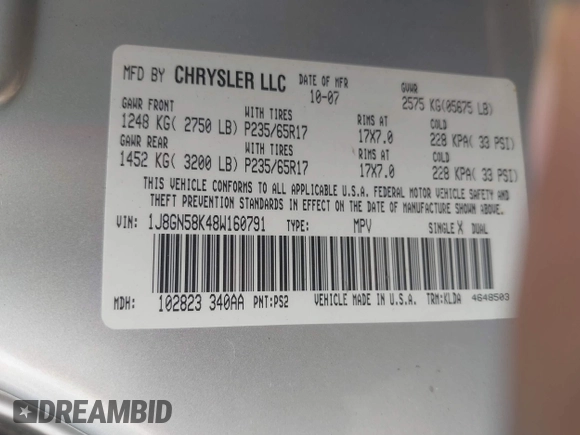 MFD BY CHRYSLER LLC DATE OF MFR GVWR
10-07 2575 KG(05675 LB)
GAWR FRONT WITH TIRES RIMS AT COLD
1248 KG( 2750 LB) P235/65R17 17X7.0 228 KPA( 33 PSI)
GAWR REAR WITH TIRES RIMS AT COLD
1452 KG( 3200 LB) P235/65R17 17X7.0 228 KPA( 33 PSI)
THIS VEHICLE CONFORMS TO ALL APPLICABLE U.S.A. FEDERAL MOTOR VEHICLE SAFETY AND
THEFT PREVENTION STANDARDS IN EFFECT ON THE DATE OF MANUFACTURE SHOWN ABOVE.
VIN: 1J8GN58K48W160791 TYPE: MPV SINGLE X DUAL
MDH: 102823 340AA PNT:PS2 VEHICLE MADE IN U.S.A. TRM:KLDA 4648503
DREAMBID